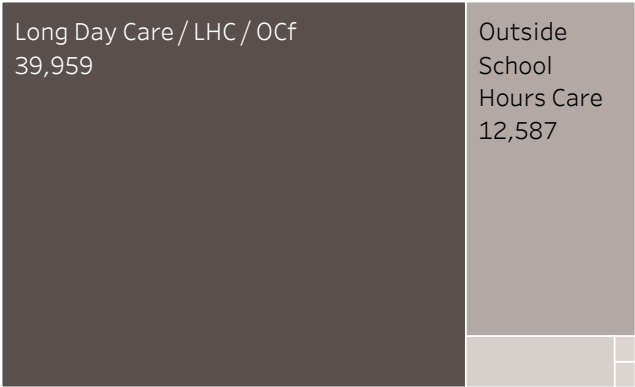 Long Day Care / LHC / OCf
39,959
Outside
School
Hours Care
12,587